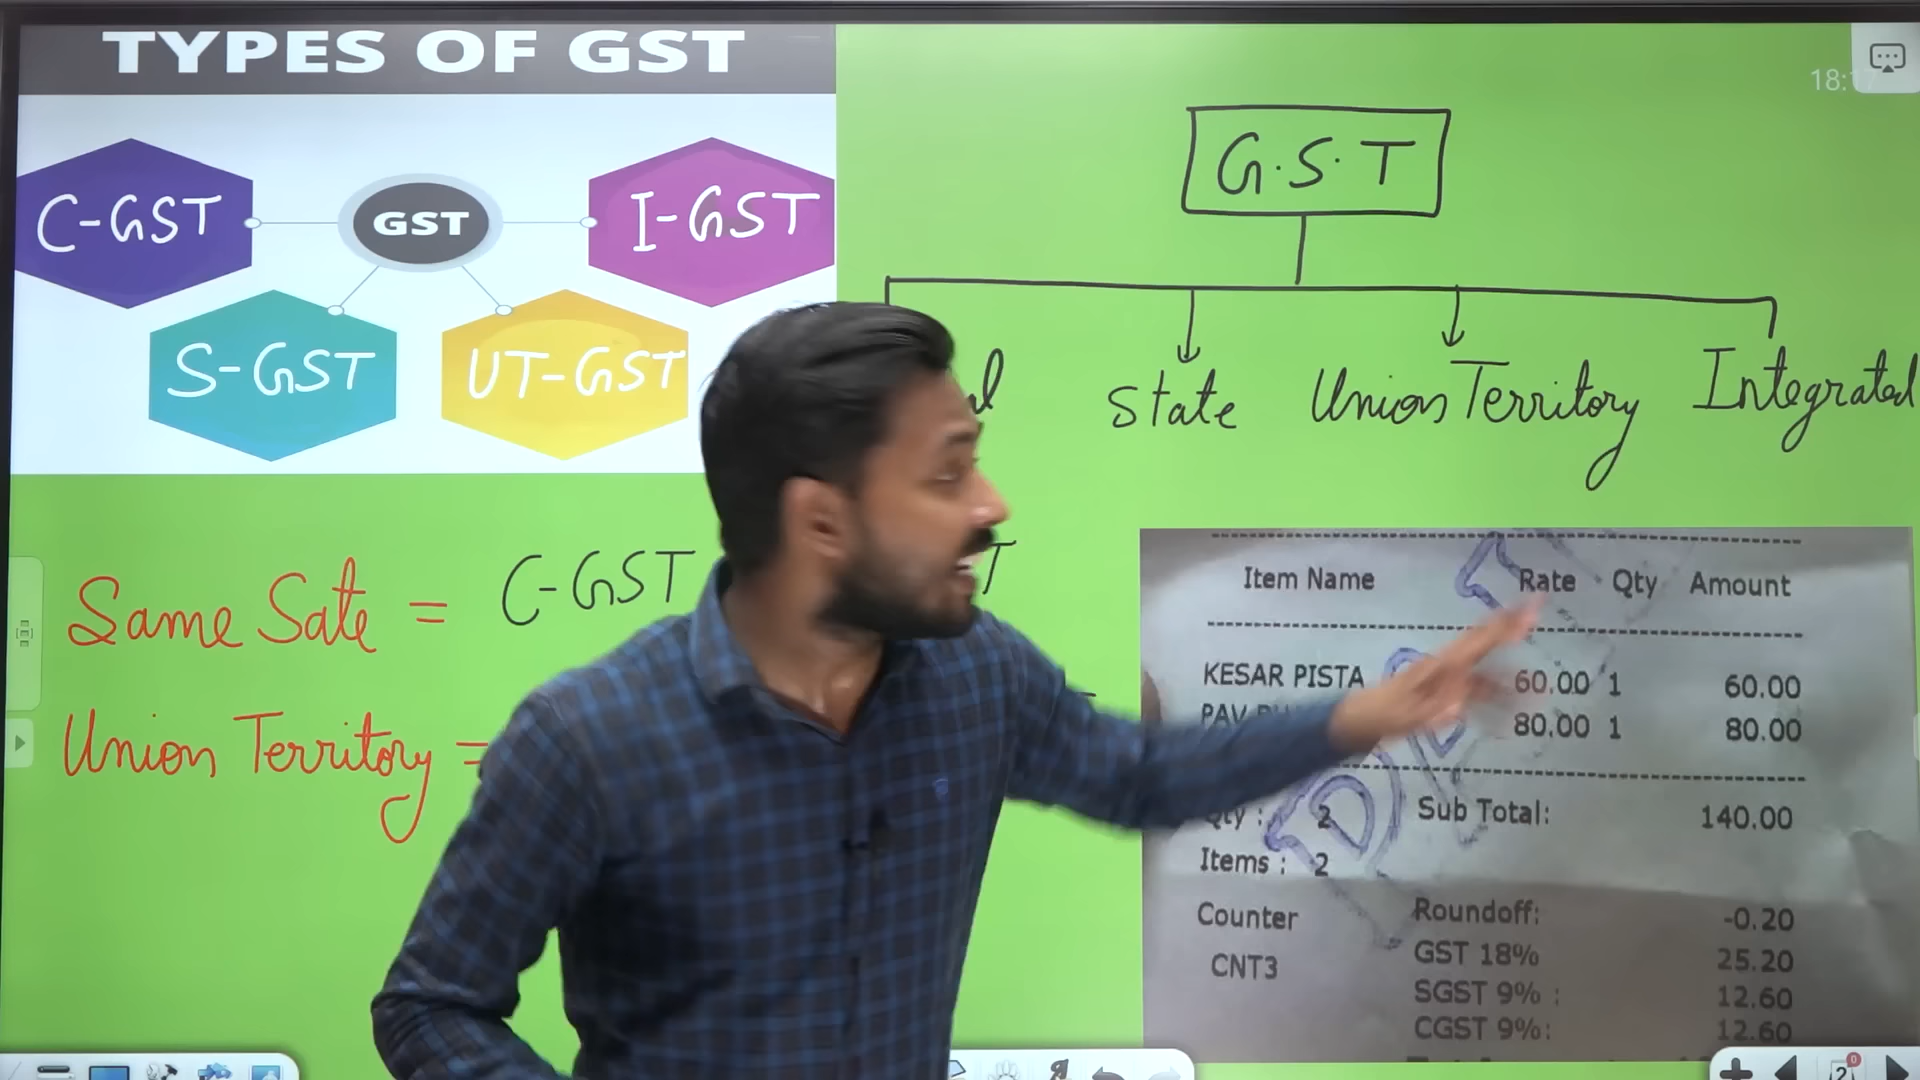 TYPES OF GST
C-GST
GST
I-GST
S-GST
UT-GST
G.S.T
State
Union Territory
Integrated
Same Sate = C-GST
Union Territory =
Item Name Rate Qty Amount
KESAR PISTA 60.00 1 60.00
PAV 80.00 1 80.00
Qty : 2 Sub Total: 140.00
Items : 2
Counter Roundoff: -0.20
CNT3 GST 18% 25.20
SGST 9% : 12.60
CGST 9%: 12.60